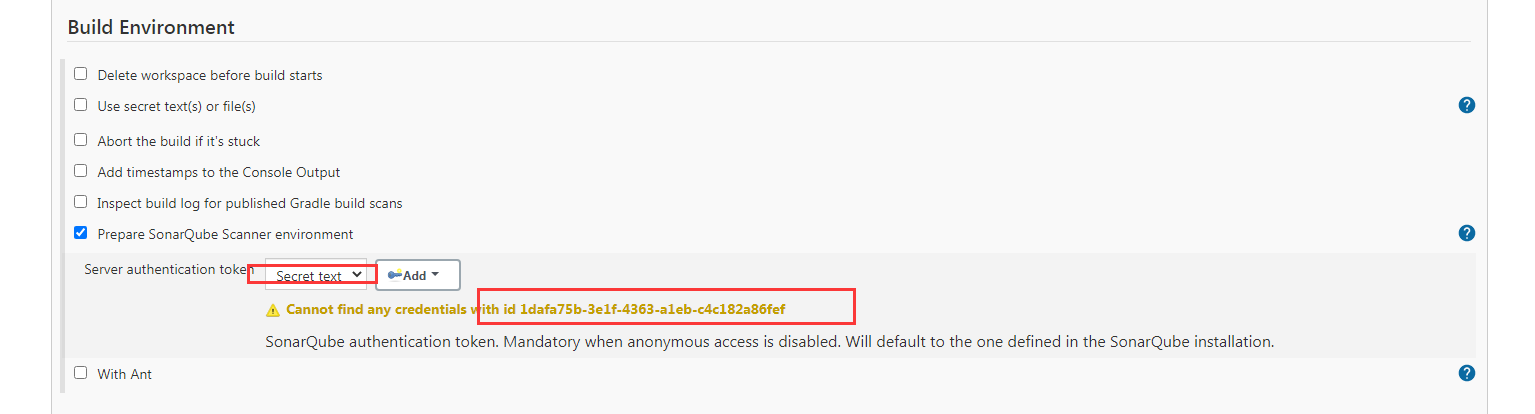 Build Environment
Delete workspace before build starts
Use secret text(s) or file(s)
Abort the build if it's stuck
Add timestamps to the Console Output
Inspect build log for published Gradle build scans
Prepare SonarQube Scanner environment
Server authentication token Secret text Add
Cannot find any credentials with id 1dafa75b-3e1f-4363-a1eb-c4c182a86fef
SonarQube authentication token. Mandatory when anonymous access is disabled. Will default to the one defined in the SonarQube installation.
With Ant